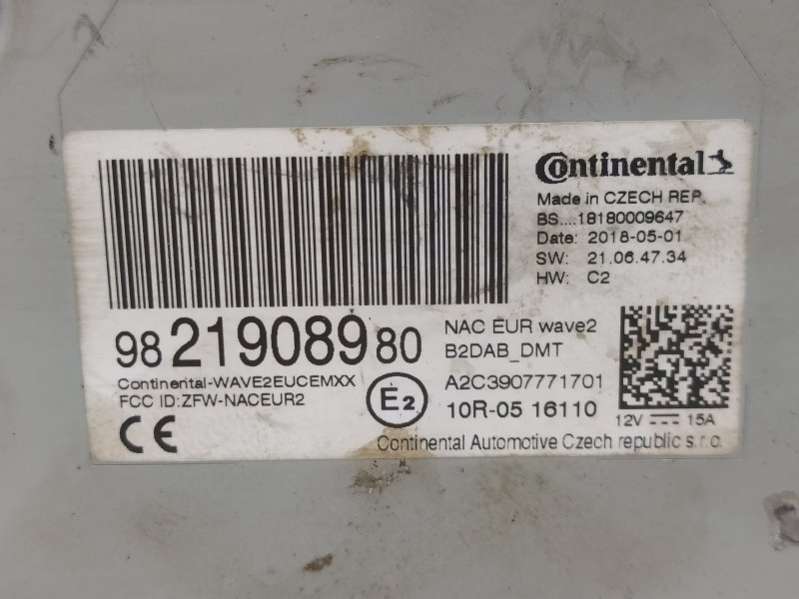 Continental
Made in CZECH REP.
BS....18180009647
Date: 2018-05-01
SW: 21.06.47.34
HW: C2
98 219089 80
NAC EUR wave2
B2DAB_DMT
Continental-WAVE2EUCEMXX
FCC ID:ZFW-NACEUR2
E2
A2C3907771701
10R-05 16110
12V 15A
CE
Continental Automotive Czech republic s.r.o.